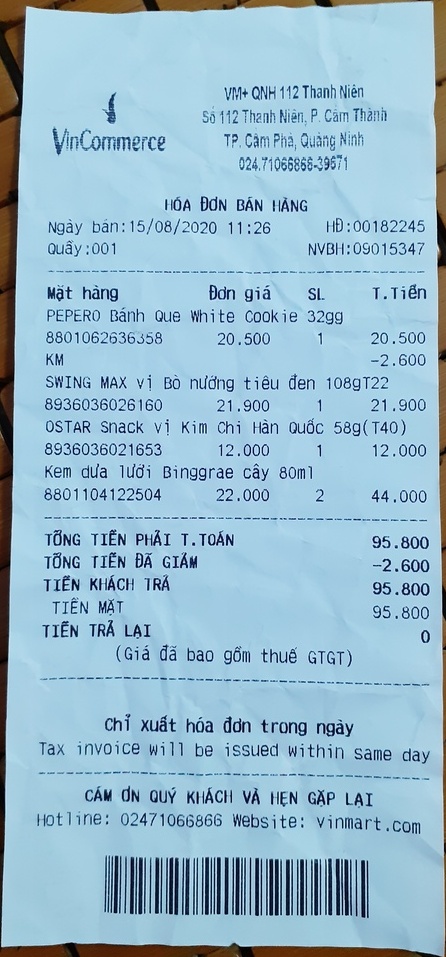 VinCommerce
VM+ QNH 112 Thanh Niên
Số 112 Thanh Niên, P. Cẩm Thành
TP. Cẩm Phả, Quảng Ninh
024.71066866-39671
HÓA ĐƠN BÁN HÀNG
Ngày bán:15/08/2020 11:26 HĐ:00182245
Quầy:001 NVBH:09015347
Mặt hàng Đơn giá SL T.Tiền
PEPERO Bánh Que White Cookie 32gg
8801062636358 20.500 1 20.500
KM -2.600
SWING MAX vị Bò nướng tiêu đen 108gT22
8936036026160 21.900 1 21.900
OSTAR Snack vị Kim Chi Hàn Quốc 58g(T40)
8936036021653 12.000 1 12.000
Kem dưa lưới Binggrae cây 80ml
8801104122504 22.000 2 44.000
TỔNG TIỀN PHẢI T.TOÁN 95.800
TỔNG TIỀN ĐÃ GIẢM -2.600
TIỀN KHÁCH TRẢ 95.800
TIỀN MẶT 95.800
TIỀN TRẢ LẠI 0
(Giá đã bao gồm thuế GTGT)
Chỉ xuất hóa đơn trong ngày
Tax invoice will be issued within same day
CẢM ƠN QUÝ KHÁCH VÀ HẸN GẶP LẠI
Hotline: 02471066866 Website: vinmart.com